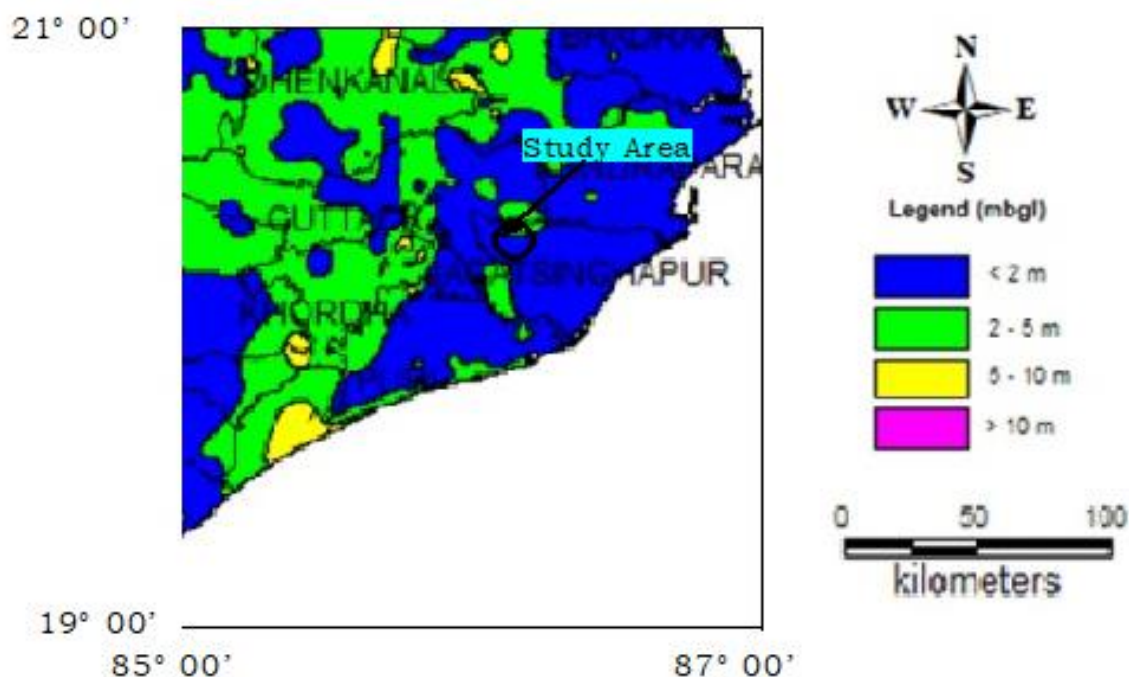 21° 00’
DHENKANAL
Study Area
CUTTACK
JAGATSINGHAPUR
KHORDHA
19° 00’
85° 00’
87° 00’
N
W
E
S
Legend (mbgl)
< 2 m
2 - 5 m
5 - 10 m
> 10 m
0 50 100
kilometers